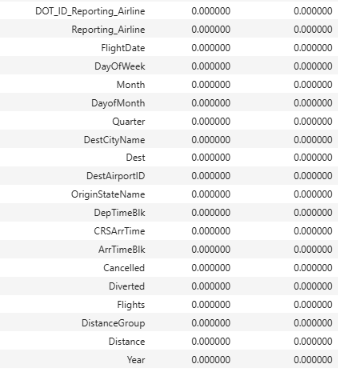 DOT_ID_Reporting_Airline 0.000000 0.000000
Reporting_Airline 0.000000 0.000000
FlightDate 0.000000 0.000000
DayOfWeek 0.000000 0.000000
Month 0.000000 0.000000
DayofMonth 0.000000 0.000000
Quarter 0.000000 0.000000
DestCityName 0.000000 0.000000
Dest 0.000000 0.000000
DestAirportID 0.000000 0.000000
OriginStateName 0.000000 0.000000
DepTimeBlk 0.000000 0.000000
CRSArrTime 0.000000 0.000000
ArrTimeBlk 0.000000 0.000000
Cancelled 0.000000 0.000000
Diverted 0.000000 0.000000
Flights 0.000000 0.000000
DistanceGroup 0.000000 0.000000
Distance 0.000000 0.000000
Year 0.000000 0.000000